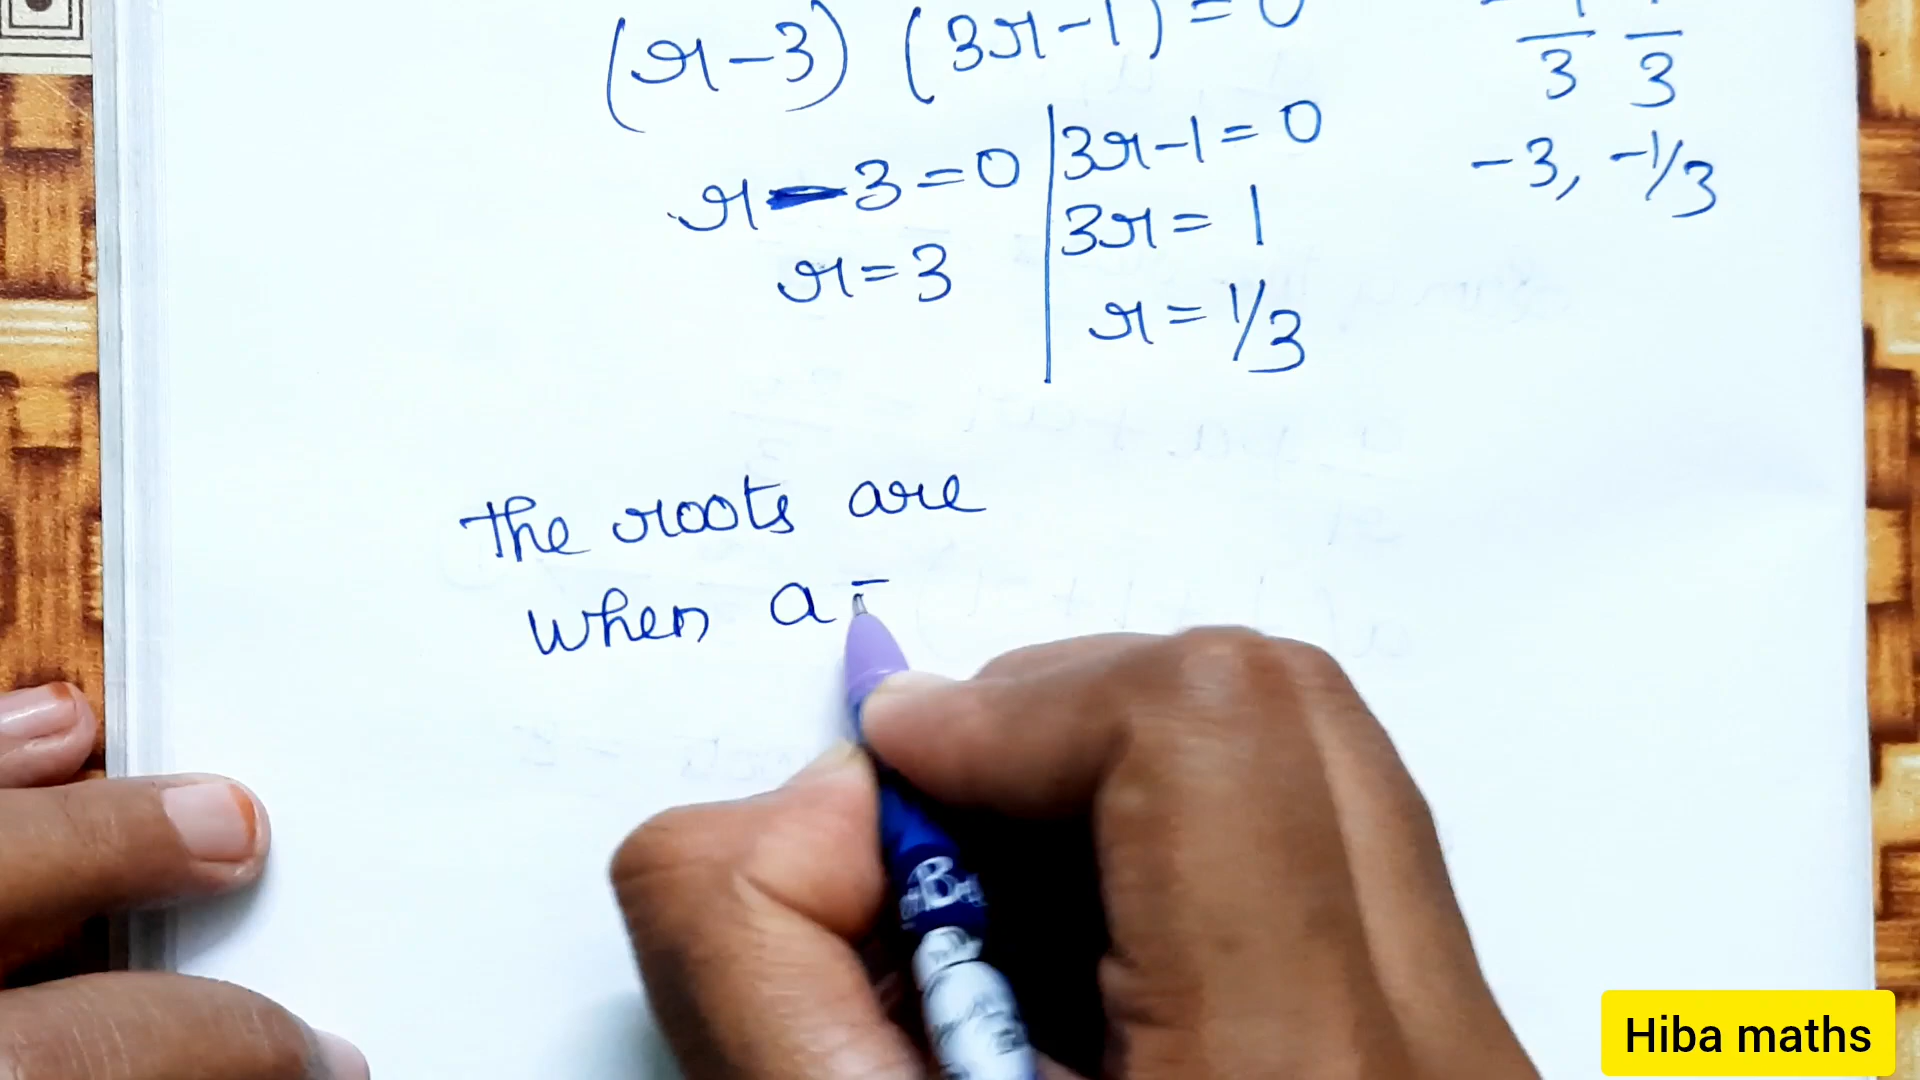 (r-3) (3r-1) = 0
3 3
-3, -1/3
r-3=0 3r-1=0
3r=1
r=3
r=1/3
The roots are
when a=
Hiba maths